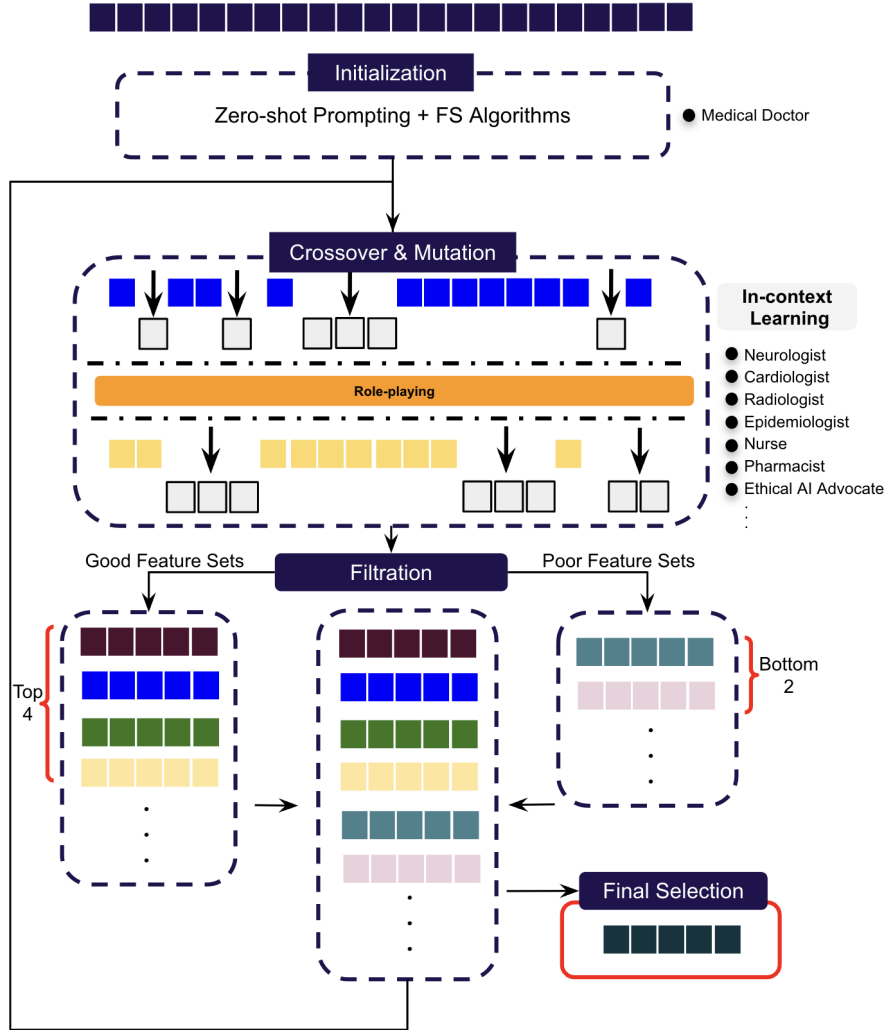 Initialization
Zero-shot Prompting + FS Algorithms
Medical Doctor
Crossover & Mutation
In-context
Learning
Neurologist
Cardiologist
Radiologist
Epidemiologist
Nurse
Pharmacist
Ethical AI Advocate
Role-playing
Good Feature Sets
Filtration
Poor Feature Sets
Top
4
Bottom
2
Final Selection